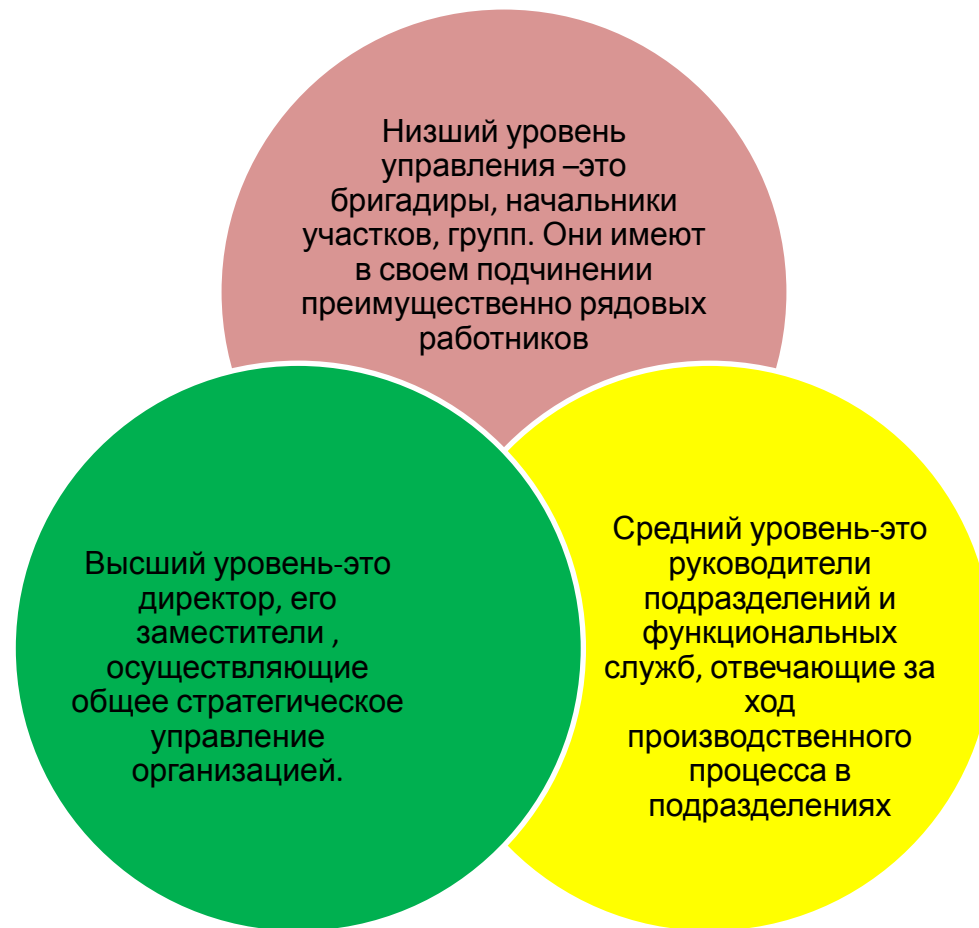 Низший уровень
управления –это
бригадиры, начальники
участков, групп. Они имеют
в своем подчинении
преимущественно рядовых
работников
Высший уровень-это
директор, его
заместители ,
осуществляющие
общее стратегическое
управление
организацией.
Средний уровень-это
руководители
подразделений и
функциональных
служб, отвечающие за
ход
производственного
процесса в
подразделениях